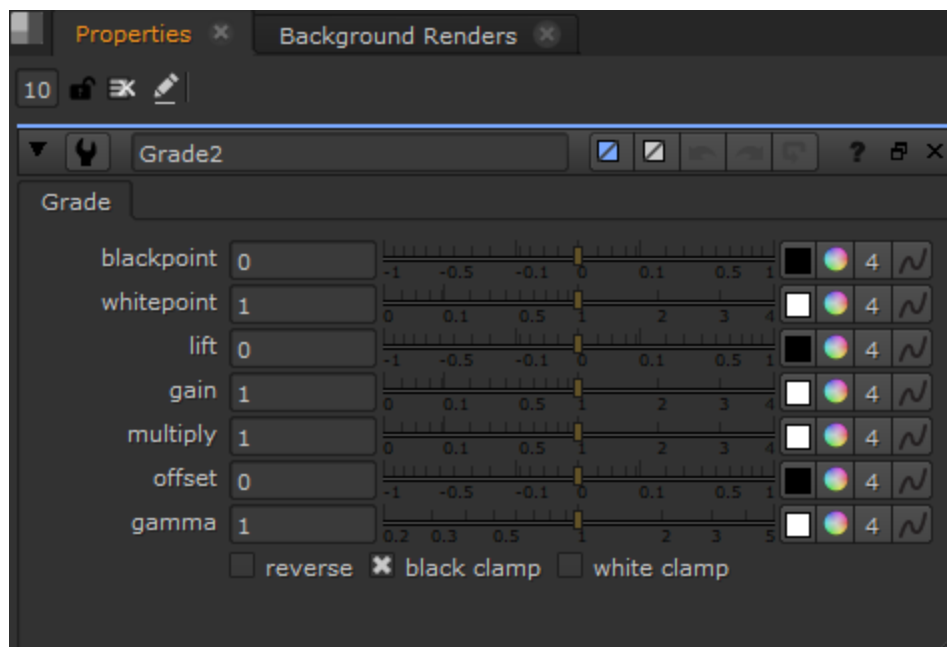 Properties Background Renders
10
Grade2 ?
Grade
blackpoint 0 -1 -0.5 -0.1 0 0.1 0.5 1 4
whitepoint 1 0 0.1 0.5 1 2 3 4 4
lift 0 -1 -0.5 -0.1 0 0.1 0.5 1 4
gain 1 0 0.1 0.5 1 2 3 4 4
multiply 1 0 0.1 0.5 1 2 3 4 4
offset 0 -1 -0.5 -0.1 0 0.1 0.5 1 4
gamma 1 0.2 0.3 0.5 1 2 3 5 4
reverse black clamp white clamp